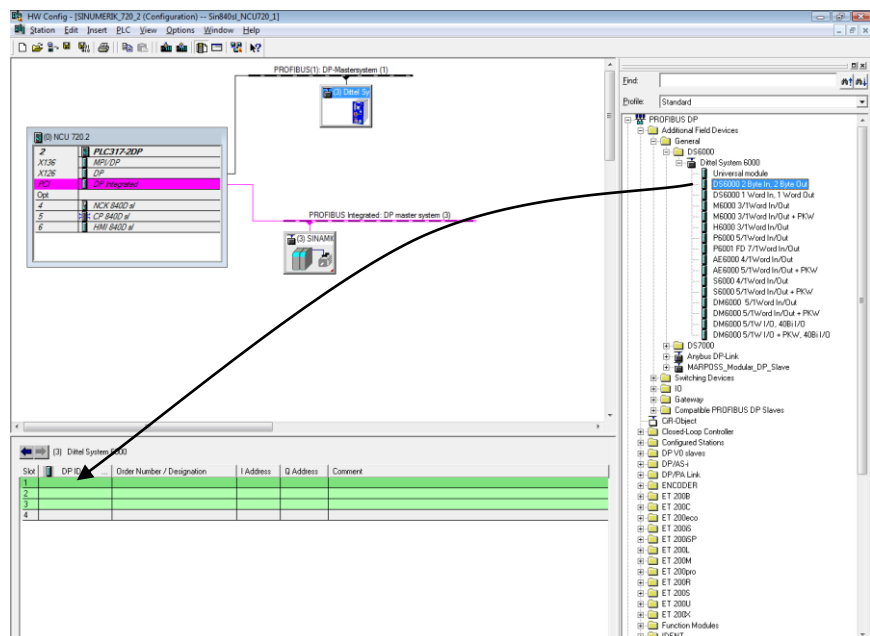 HW Config - [SINUMERIK_720_2 (Configuration) -- Sin840sl_NCU720_1]
Station Edit Insert PLC View Options Window Help
PROFIBUS(1): DP-Mastersystem (1)
(3) Dittel Sy
(0) NCU 720.2
2 PLC317-2DP
X136 MPI/DP
X126 DP
PCI DP integrated
Opt
4 NCK 840D sl
5 CP 840D sl
6 HMI 840D sl
PROFIBUS Integrated: DP master system (3)
(3) SINAMI
(3) Dittel System 6000
Slot DP ID ... Order Number / Designation I Address Q Address Comment
1
2
3
4
Find:
Profile: Standard
PROFIBUS DP
Additional Field Devices
General
DS6000
Dittel System 6000
Universal module
DS6000 2 Byte In, 2 Byte Out
DS6000 1 Word In, 1 Word Out
M6000 3/1Word In/Out
M6000 3/1Word In/Out + PKW
H6000 3/1Word In/Out
P6000 5/1Word In/Out
P6001 FD 7/1Word In/Out
AE6000 4/1Word In/Out
AE6000 5/1Word In/Out + PKW
S6000 4/1Word In/Out
S6000 5/1Word In/Out + PKW
DM6000 5/1Word In/Out
DM6000 5/1Word In/Out + PKW
DM6000 5/1W I/O, 40Bi I/O
DM6000 5/1W I/O + PKW, 40Bi I/O
DS7000
Anybus DP-Link
MARPOSS_Modular_DP_Slave
Switching Devices
IO
Gateway
Compatible PROFIBUS DP Slaves
CiR-Object
Closed-Loop Controller
Configured Stations
DP V0 slaves
DP/AS-i
DP/PA Link
ENCODER
ET 200B
ET 200C
ET 200eco
ET 200iS
ET 200iSP
ET 200L
ET 200M
ET 200pro
ET 200R
ET 200S
ET 200U
ET 200X
Function Modules
IDENT